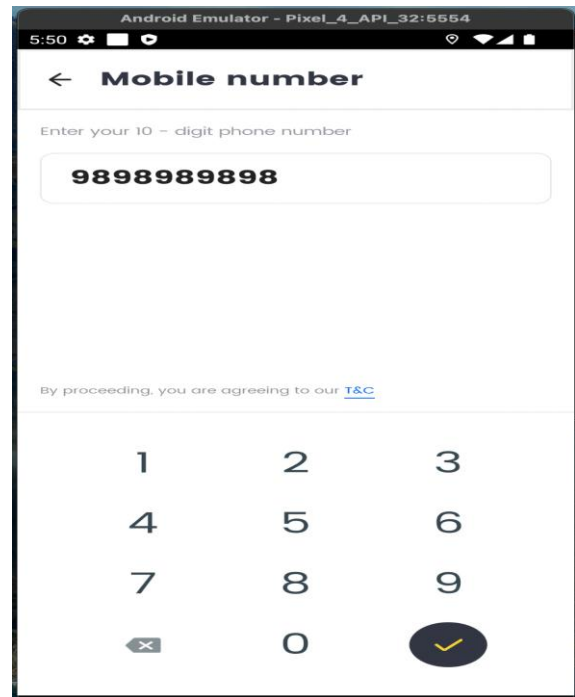 Android Emulator - Pixel_4_API_32:5554
5:50
Mobile number
Enter your 10 - digit phone number
9898989898
By proceeding, you are agreeing to our T&C
1 2 3
4 5 6
7 8 9
0